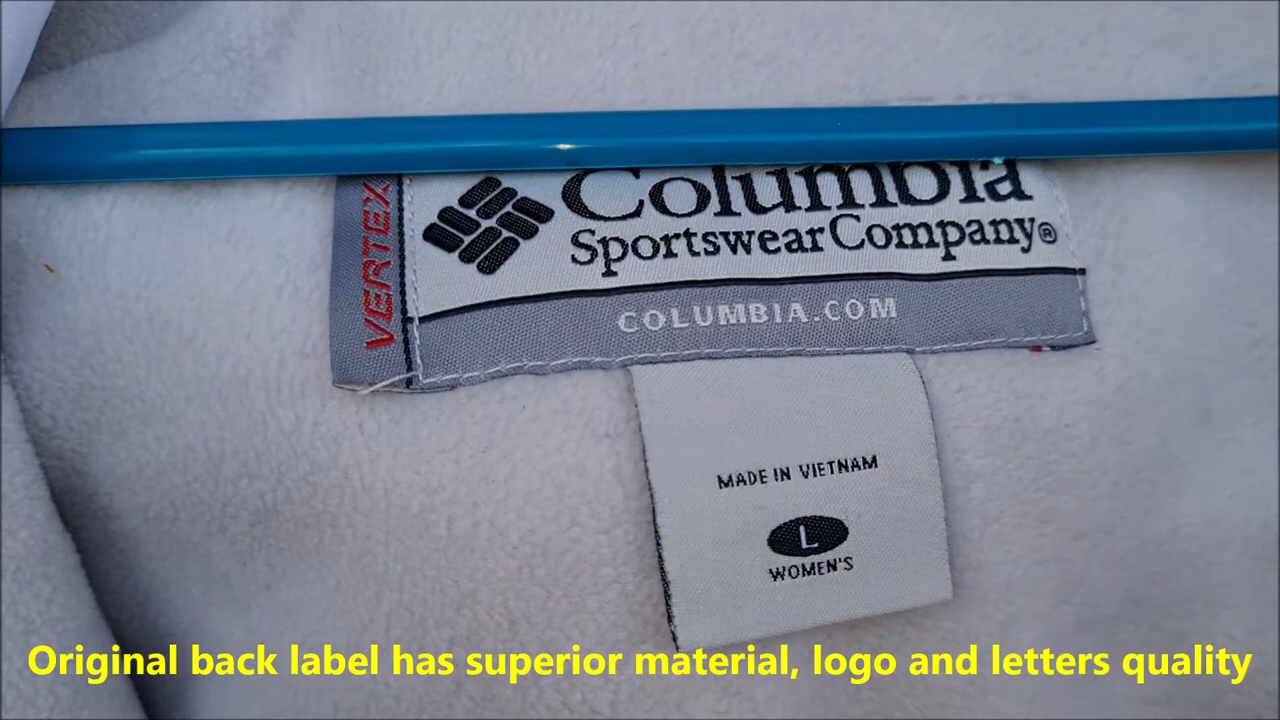 VERTEX
Columbia
Sportswear Company®
COLUMBIA.COM
MADE IN VIETNAM
L
WOMEN'S
Original back label has superior material, logo and letters quality